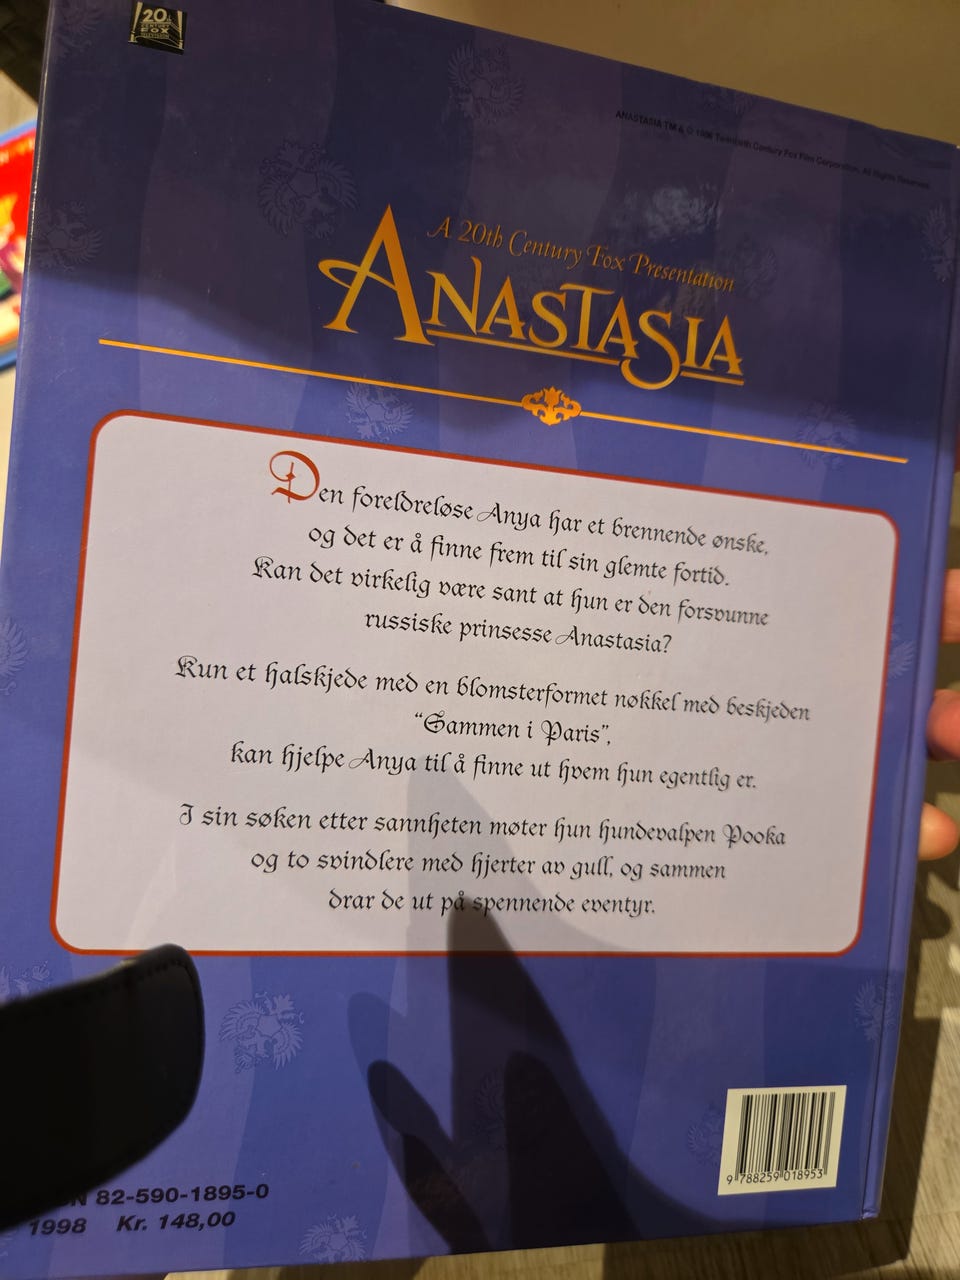 20th
CENTURY
FOX
ANASTASIA TM & © 1998 Twentieth Century Fox Film Corporation. All Rights Reserved.
A 20th Century Fox Presentation
ANASTASIA
Den foreldreløse Anya har et brennende ønske,
og det er å finne frem til sin glemte fortid.
Kan det virkelig være sant at hun er den forsvunne
russiske prinsesse Anastasia?
Kun et halskjede med en blomsterformet nøkkel med beskjeden
“Sammen i Paris”,
kan hjelpe Anya til å finne ut hvem hun egentlig er.
I sin søken etter sannheten møter hun hundevalpen Pooka
og to svindlere med hjerter av gull, og sammen
drar de ut på spennende eventyr.
82-590-1895-0
1998 Kr. 148,00
9 788259 018953